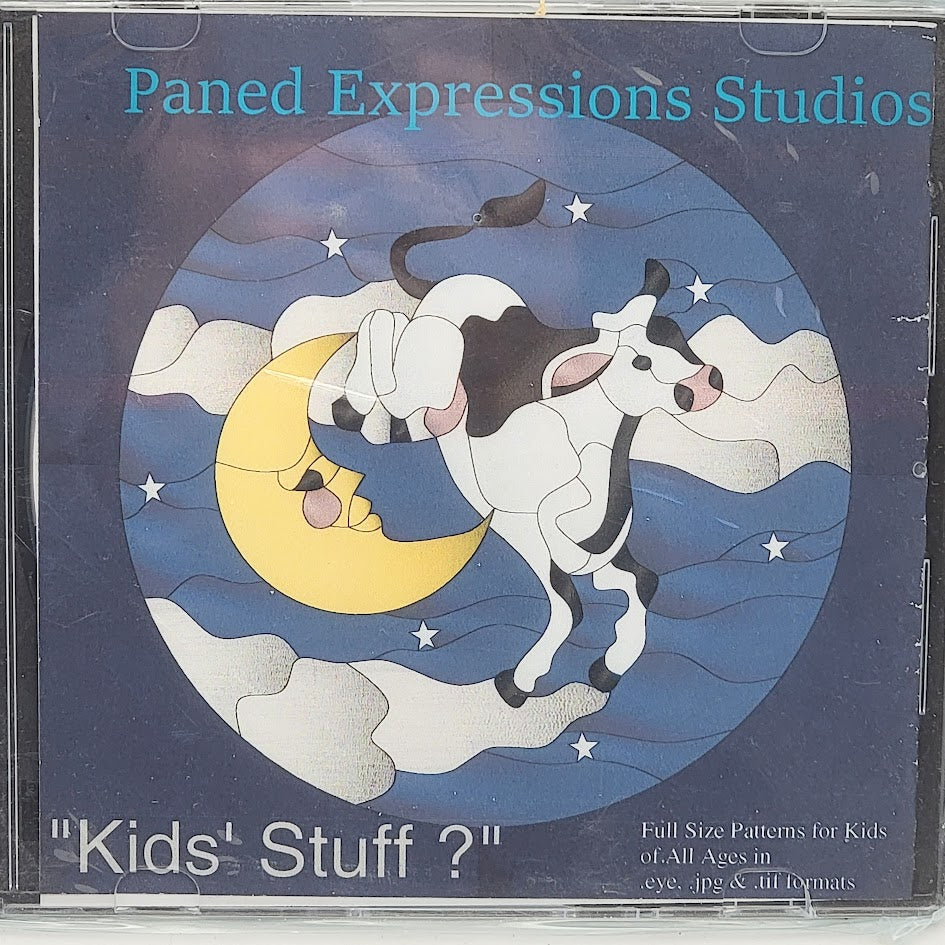 Paned Expressions Studios
"Kids' Stuff ?"
Full Size Patterns for Kids
of.All Ages in
.eye, .jpg & .tif formats